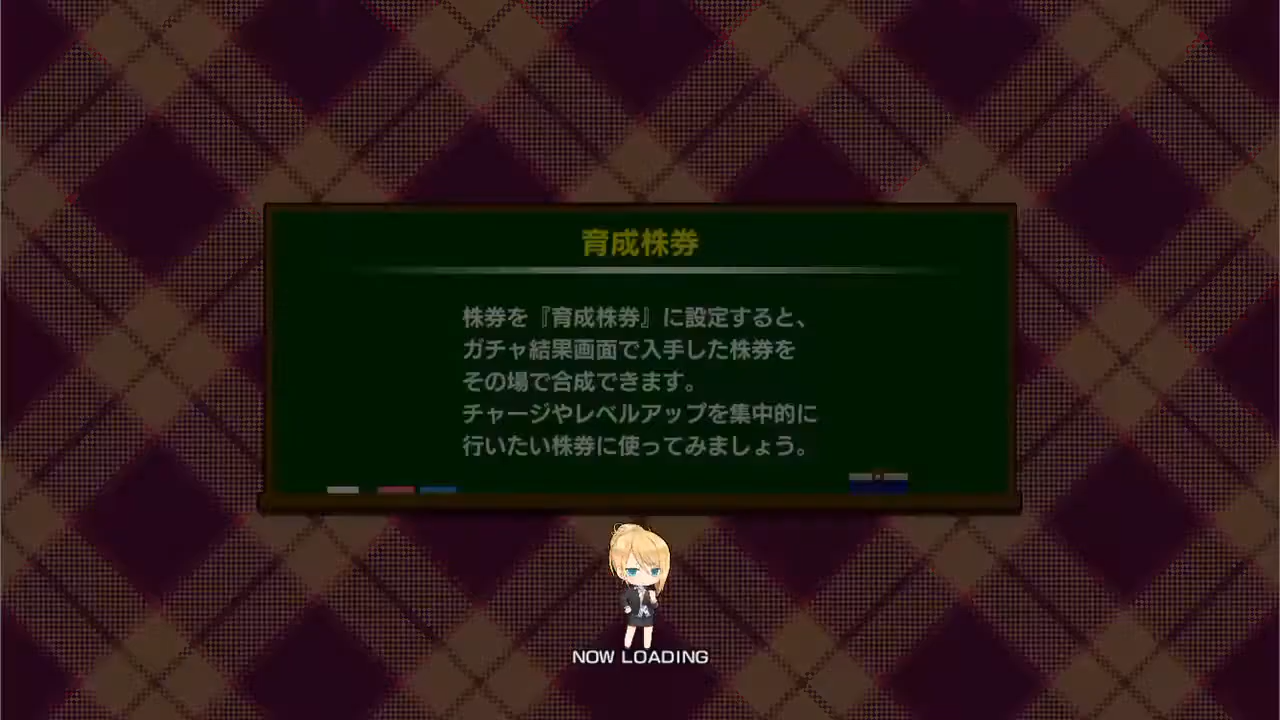 育成株券
株券を『育成株券』に設定すると、
ガチャ結果画面で入手した株券を
その場で合成できます。
チャージやレベルアップを集中的に
行いたい株券に使ってみましょう。
NOW LOADING